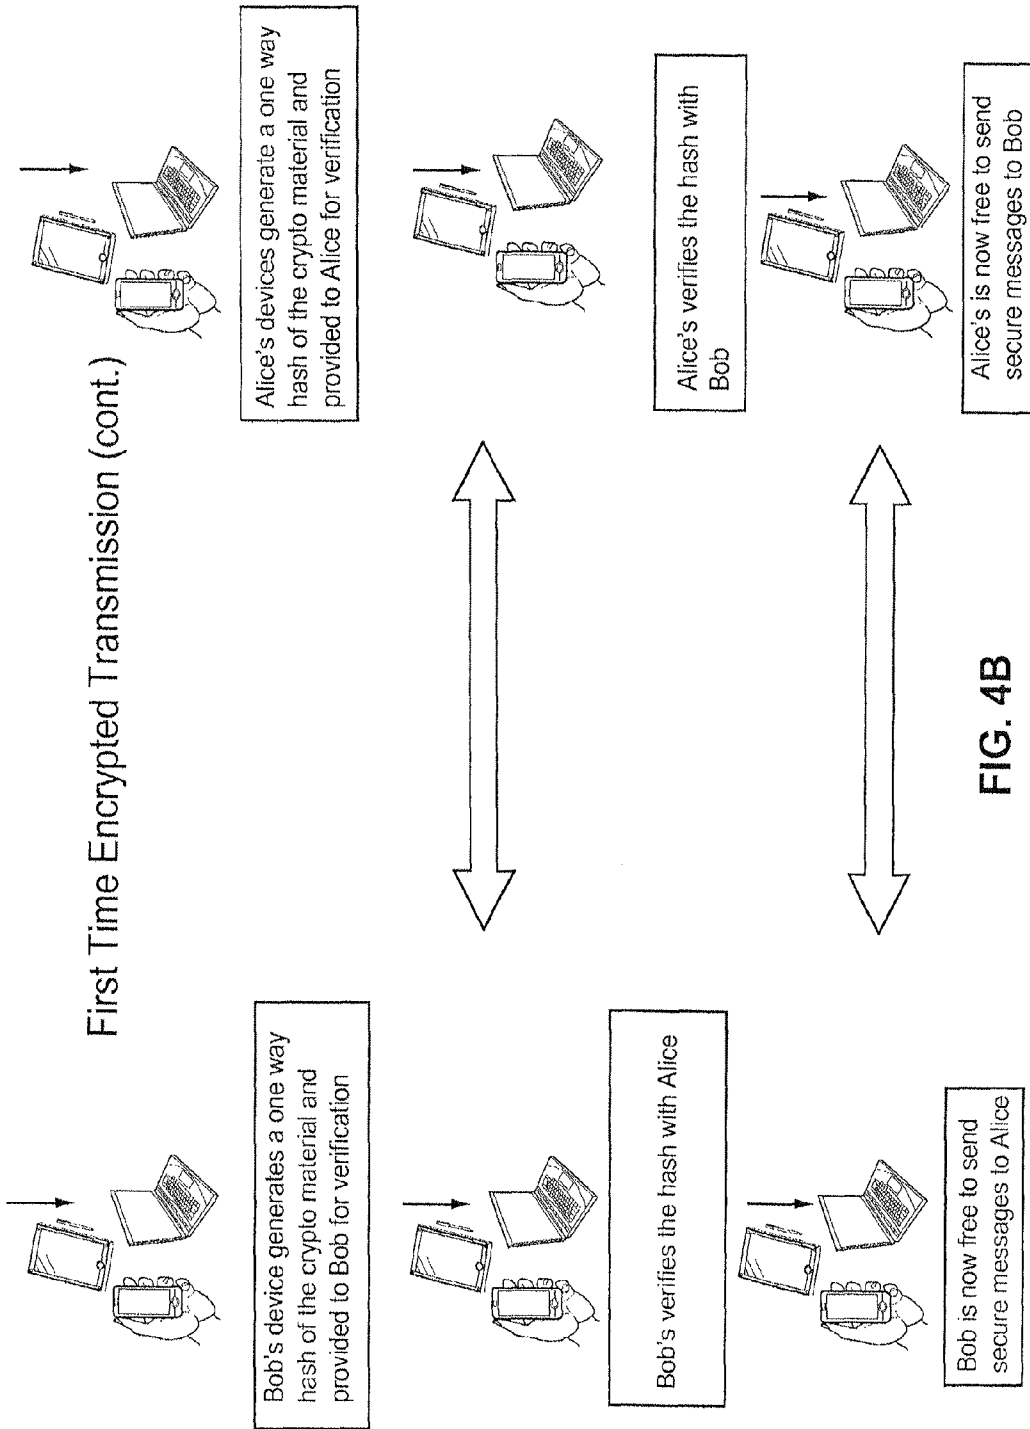 First Time Encrypted Transmission (cont.)
Bob's device generates a one way
hash of the crypto material and
provided to Bob for verification
Alice's devices generate a one way
hash of the crypto material and
provided to Alice for verification
Bob's verifies the hash with Alice
Alice's verifies the hash with
Bob
Bob is now free to send
secure messages to Alice
Alice's is now free to send
secure messages to Bob
FIG. 4B